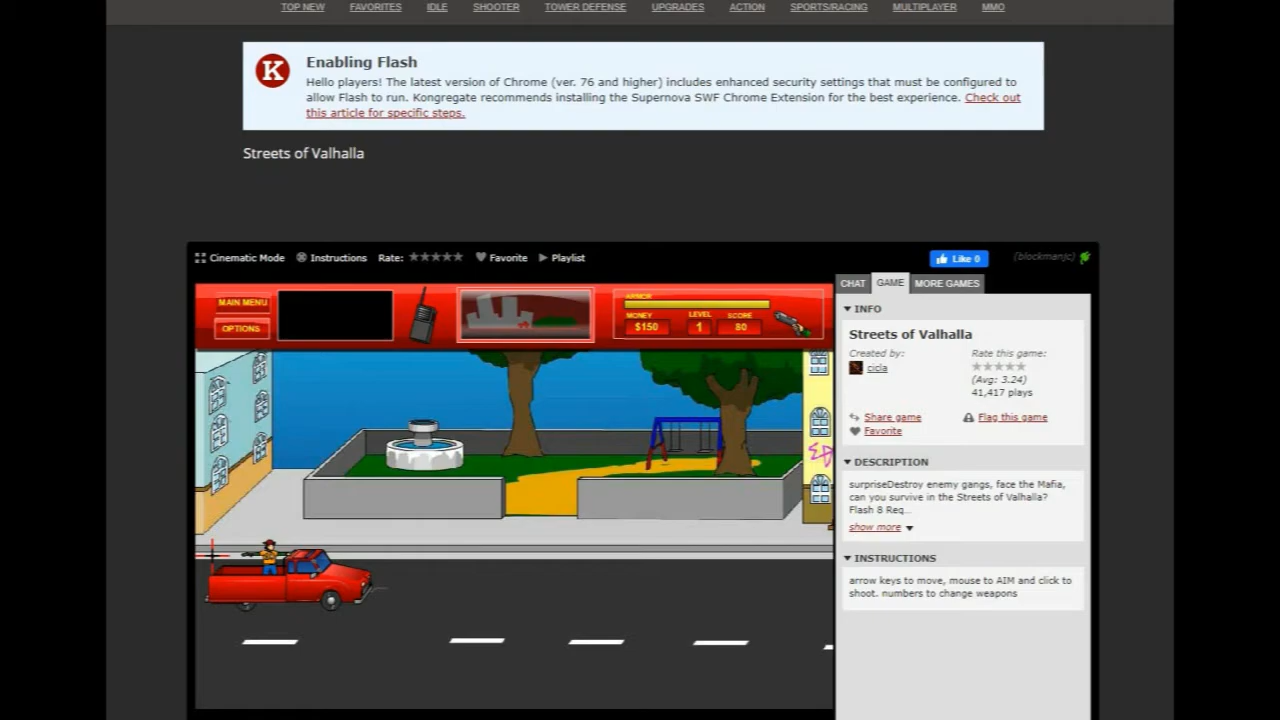 TOP NEW FAVORITES IDLE SHOOTER TOWER DEFENSE UPGRADES ACTION SPORTS/RACING MULTIPLAYER MMO
K
Enabling Flash
Hello players! The latest version of Chrome (ver. 76 and higher) includes enhanced security settings that must be configured to
allow Flash to run. Kongregate recommends installing the Supernova SWF Chrome Extension for the best experience. Check out
this article for specific steps.
Streets of Valhalla
Cinematic Mode Instructions Rate: Favorite Playlist
Like 0
(blockmanjc)
CHAT GAME MORE GAMES
MAIN MENU
OPTIONS
ARMOR
MONEY LEVEL SCORE
$150 1 80
INFO
Streets of Valhalla
Created by:
cicla
Rate this game:
(Avg: 3.24)
41,417 plays
Share game
Flag this game
Favorite
DESCRIPTION
surpriseDestroy enemy gangs, face the Mafia,
can you survive in the Streets of Valhalla?
Flash 8 Req...
show more
INSTRUCTIONS
arrow keys to move, mouse to AIM and click to
shoot. numbers to change weapons